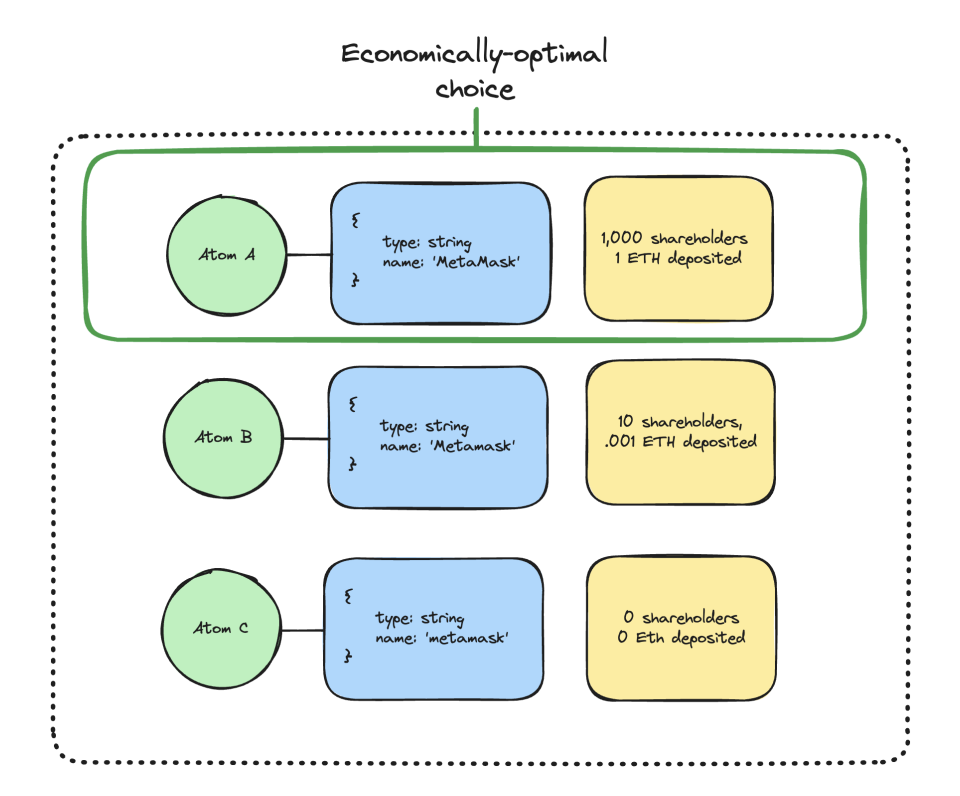 Economically-optimal
choice
Atom A
{
type: string
name: 'MetaMask'
}
1,000 shareholders
1 ETH deposited
Atom B
{
type: string
name: 'Metamask'
}
10 shareholders,
.001 ETH deposited
Atom C
{
type: string
name: 'metamask'
}
0 shareholders
0 Eth deposited